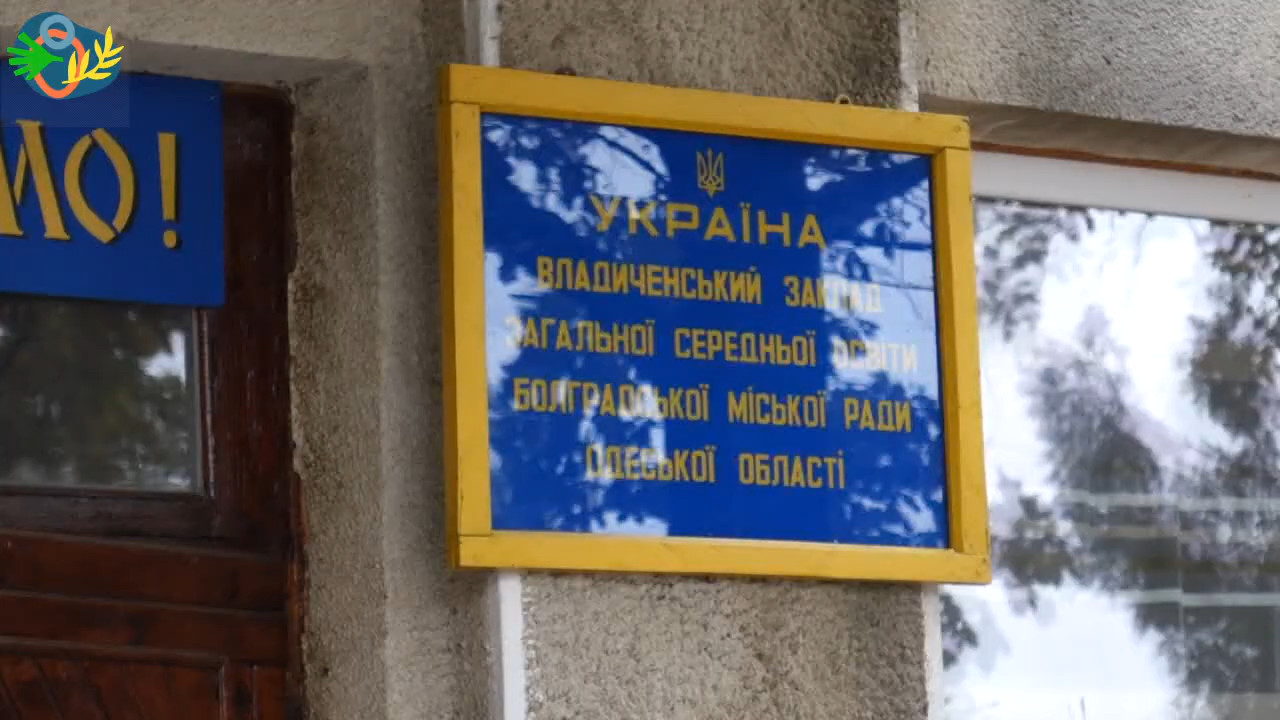 МО!
УКРАЇНА
ВЛАДИЧЕНСЬКИЙ ЗАКЛАД
ЗАГАЛЬНОЇ СЕРЕДНЬОЇ ОСВІТИ
БОЛГРАДСЬКОЇ МІСЬКОЇ РАДИ
ОДЕСЬКОЇ ОБЛАСТІ